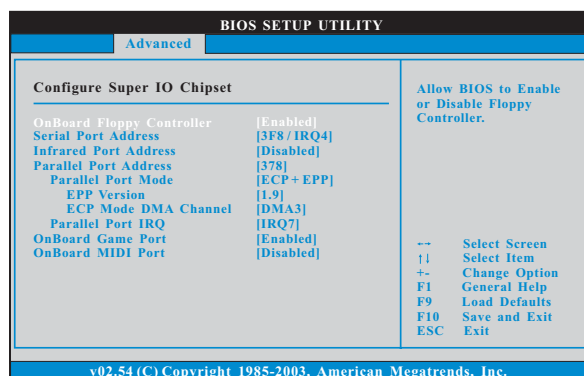 BIOS SETUP UTILITY
Advanced
Configure Super IO Chipset
OnBoard Floppy Controller [Enabled]
Serial Port Address [3F8 / IRQ4]
Infrared Port Address [Disabled]
Parallel Port Address [378]
Parallel Port Mode [ECP + EPP]
EPP Version [1.9]
ECP Mode DMA Channel [DMA3]
Parallel Port IRQ [IRQ7]
OnBoard Game Port [Enabled]
OnBoard MIDI Port [Disabled]
Allow BIOS to Enable
or Disable Floppy
Controller.
←→ Select Screen
↑↓ Select Item
+- Change Option
F1 General Help
F9 Load Defaults
F10 Save and Exit
ESC Exit
v02.54 (C) Copyright 1985-2003, American Megatrends, Inc.